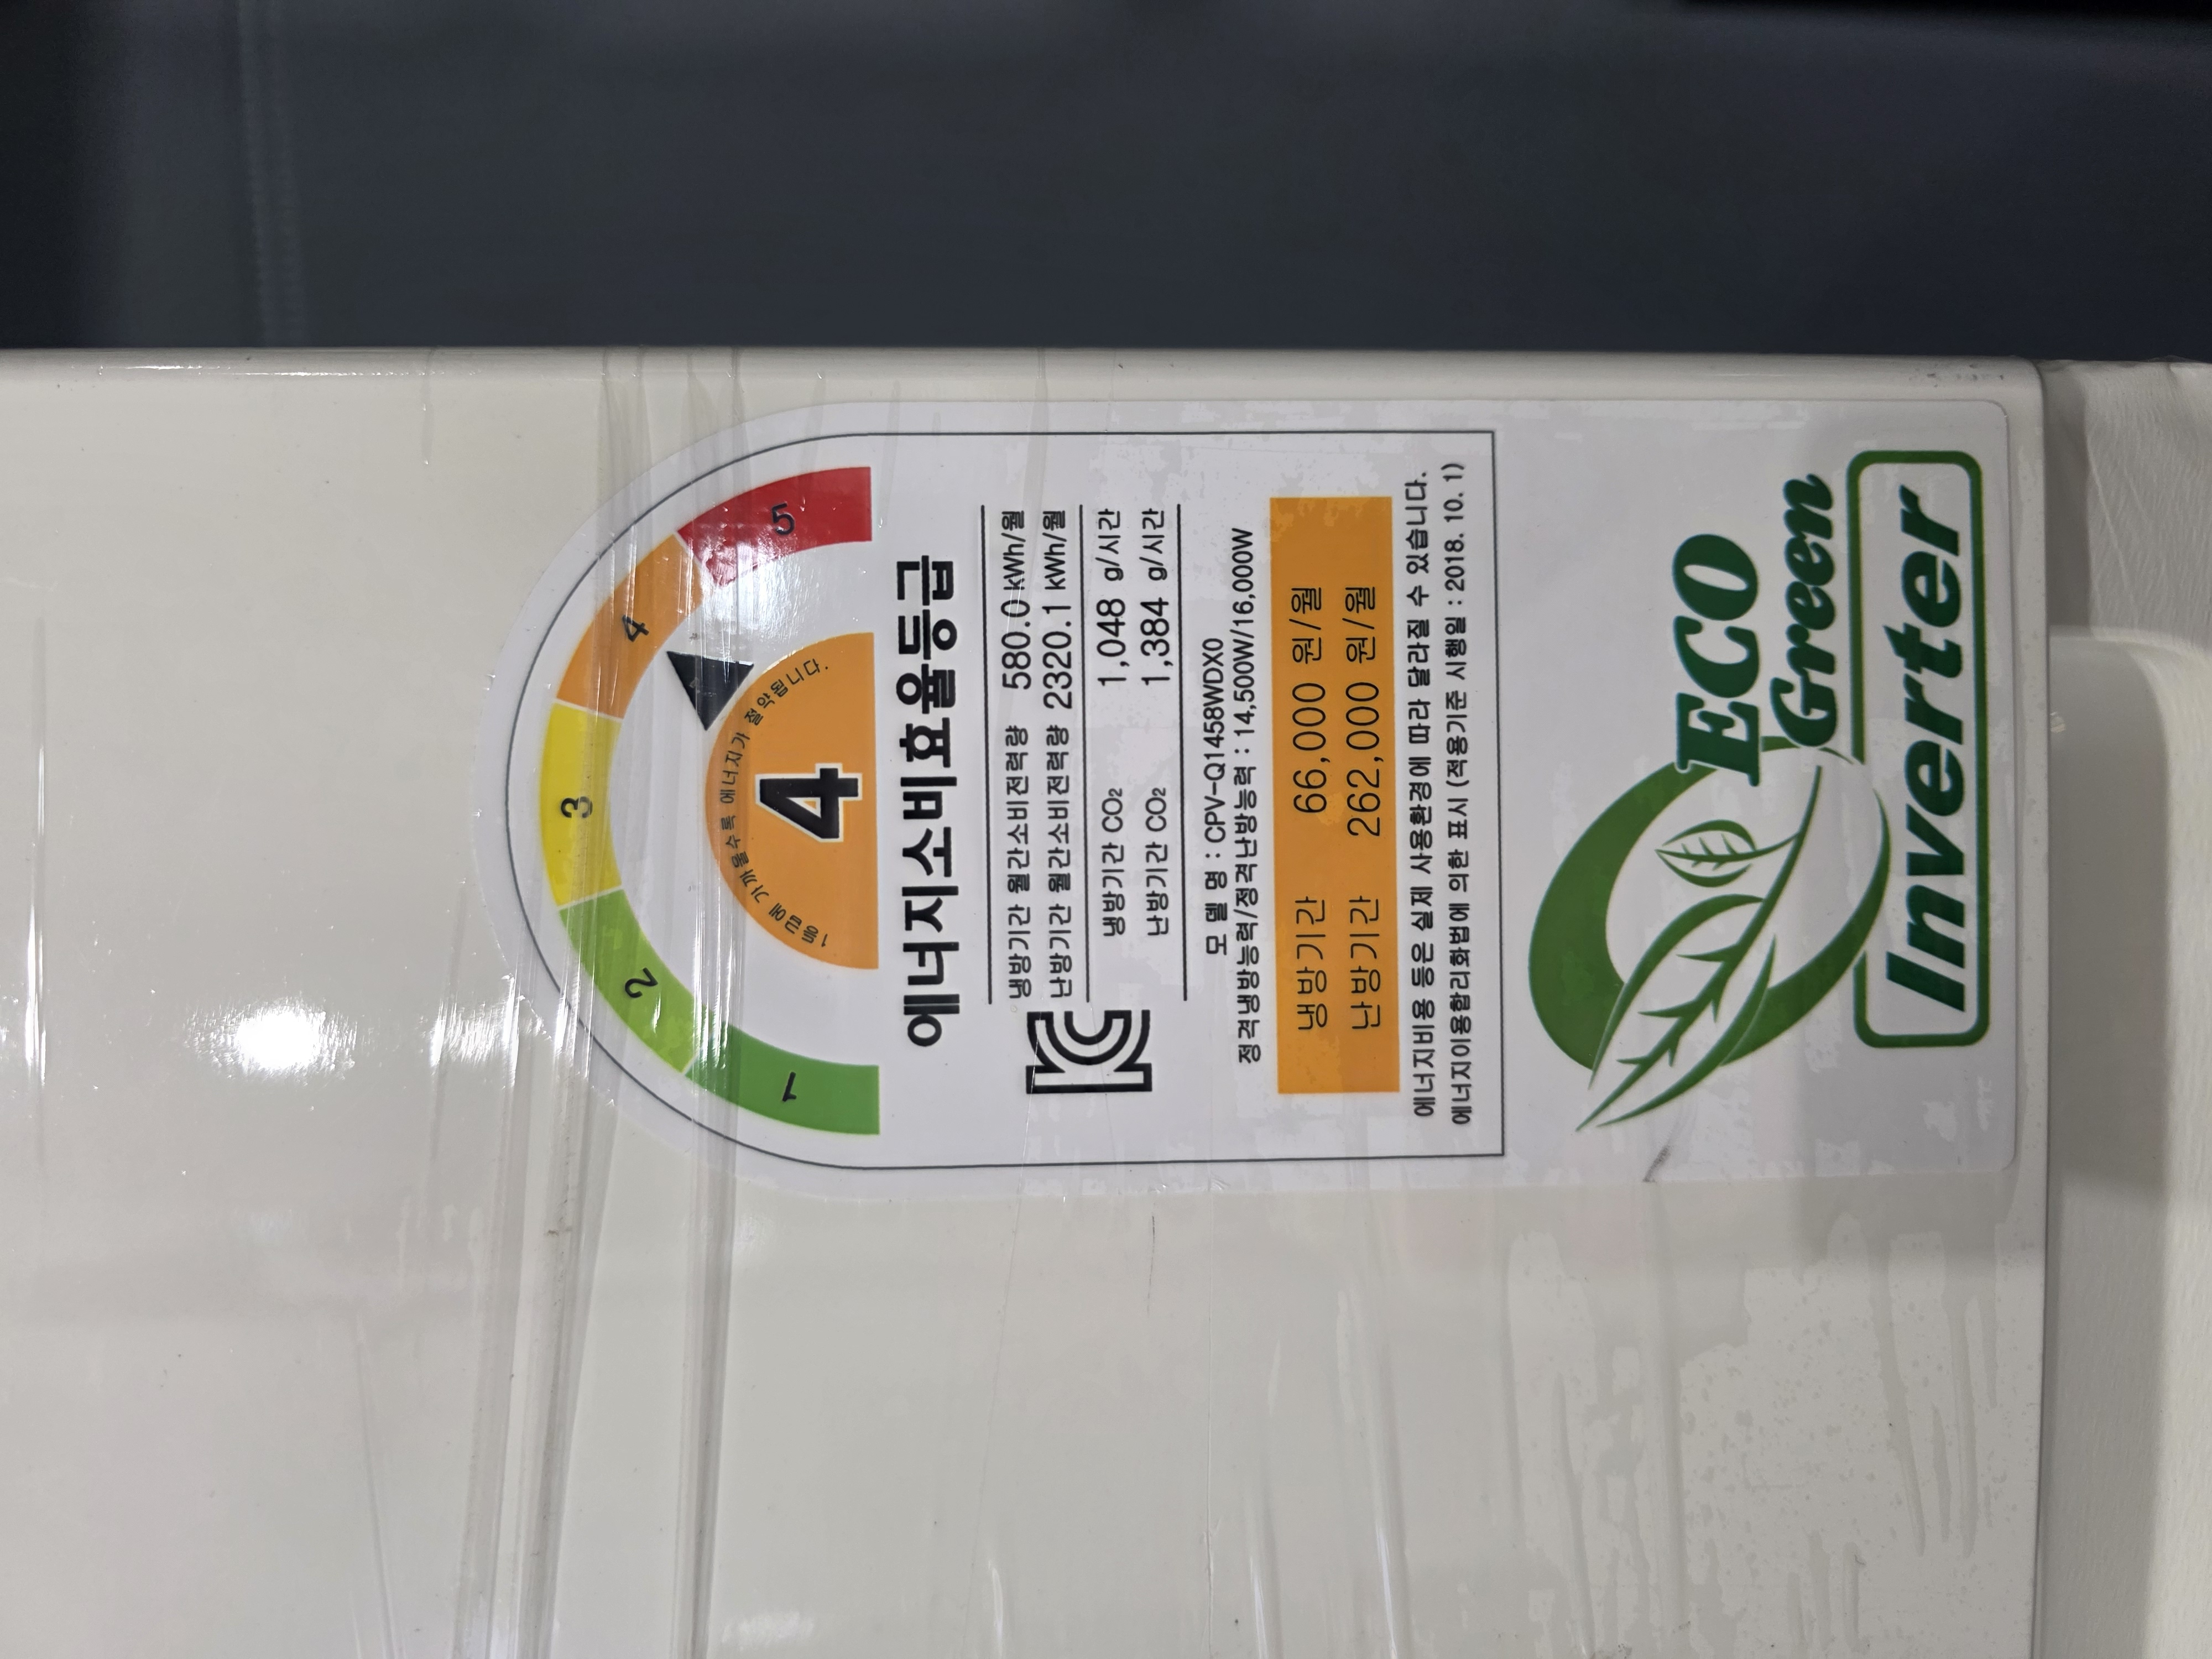 1 2 3 4 5
1등급에 가까울수록 에너지가 절약됩니다.
4
에너지소비효율등급
냉방기간 월간소비전력량 580.0 kWh/월
난방기간 월간소비전력량 2320.1 kWh/월
냉방기간 CO₂ 1,048 g/시간
난방기간 CO₂ 1,384 g/시간
모 델 명 : CPV-Q1458WDX0
정격냉방능력/정격난방능력 : 14,500W/16,000W
냉방기간 66,000 원/월
난방기간 262,000 원/월
에너지비용 등은 실제 사용환경에 따라 달라질 수 있습니다.
에너지이용합리화법에 의한 표시 (적용기준 시행일 : 2018. 10. 1)
ECO
Green
Inverter